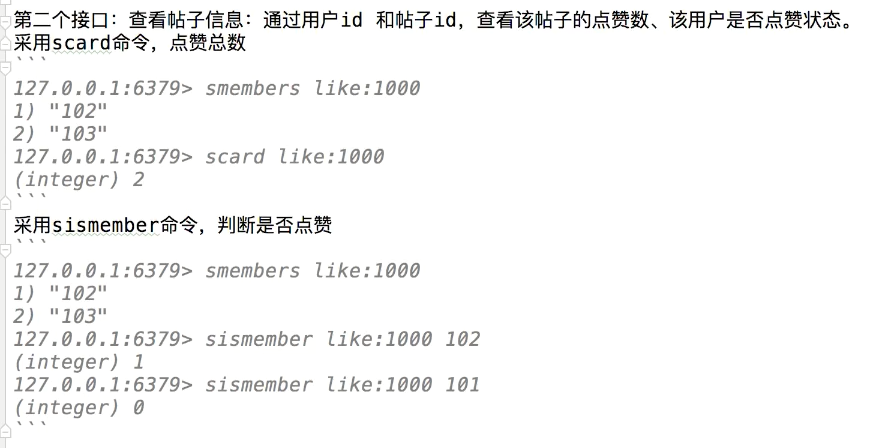 第二个接口：查看帖子信息：通过用户id 和帖子id，查看该帖子的点赞数、该用户是否点赞状态。
采用scard命令，点赞总数
```
127.0.0.1:6379> smembers like:1000
1) "102"
2) "103"
127.0.0.1:6379> scard like:1000
(integer) 2
```
采用sismember命令，判断是否点赞
```
127.0.0.1:6379> smembers like:1000
1) "102"
2) "103"
127.0.0.1:6379> sismember like:1000 102
(integer) 1
127.0.0.1:6379> sismember like:1000 101
(integer) 0
```